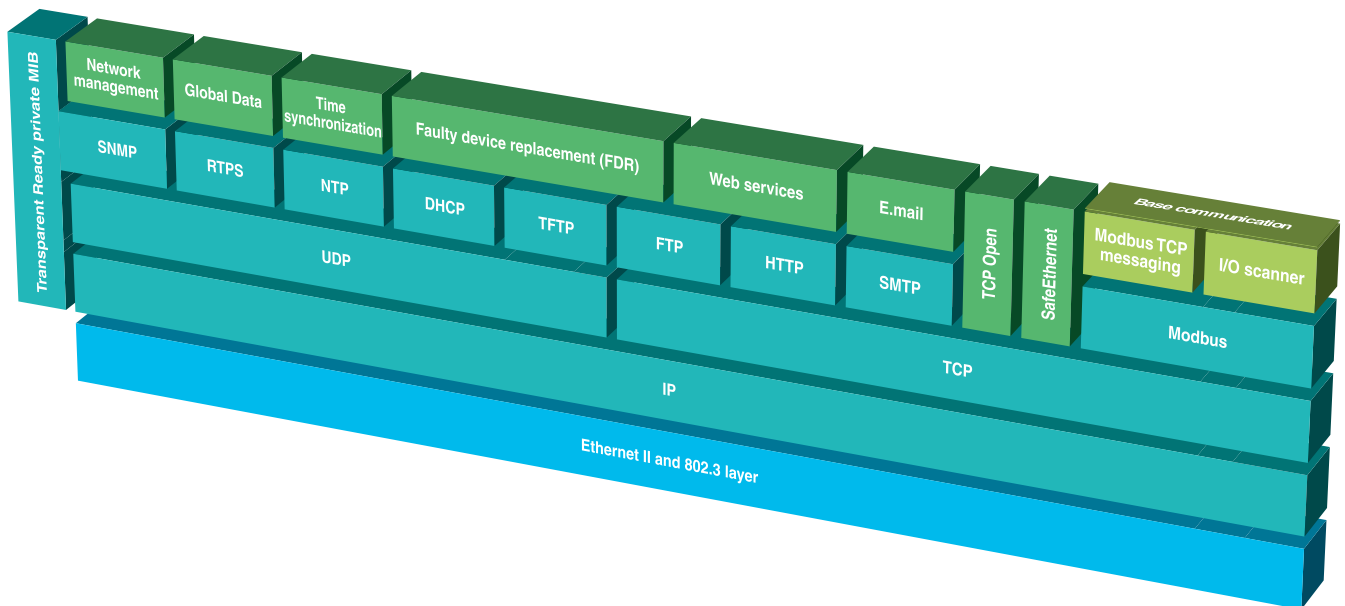 Transparent Ready private MIB
Network
management
Global Data
Time
synchronization
Faulty device replacement (FDR)
Web services
E.mail
TCP Open
SafeEthernet
Base communication
Modbus TCP
messaging
I/O scanner
SNMP
RTPS
NTP
DHCP
TFTP
FTP
HTTP
SMTP
Modbus
UDP
TCP
IP
Ethernet II and 802.3 layer